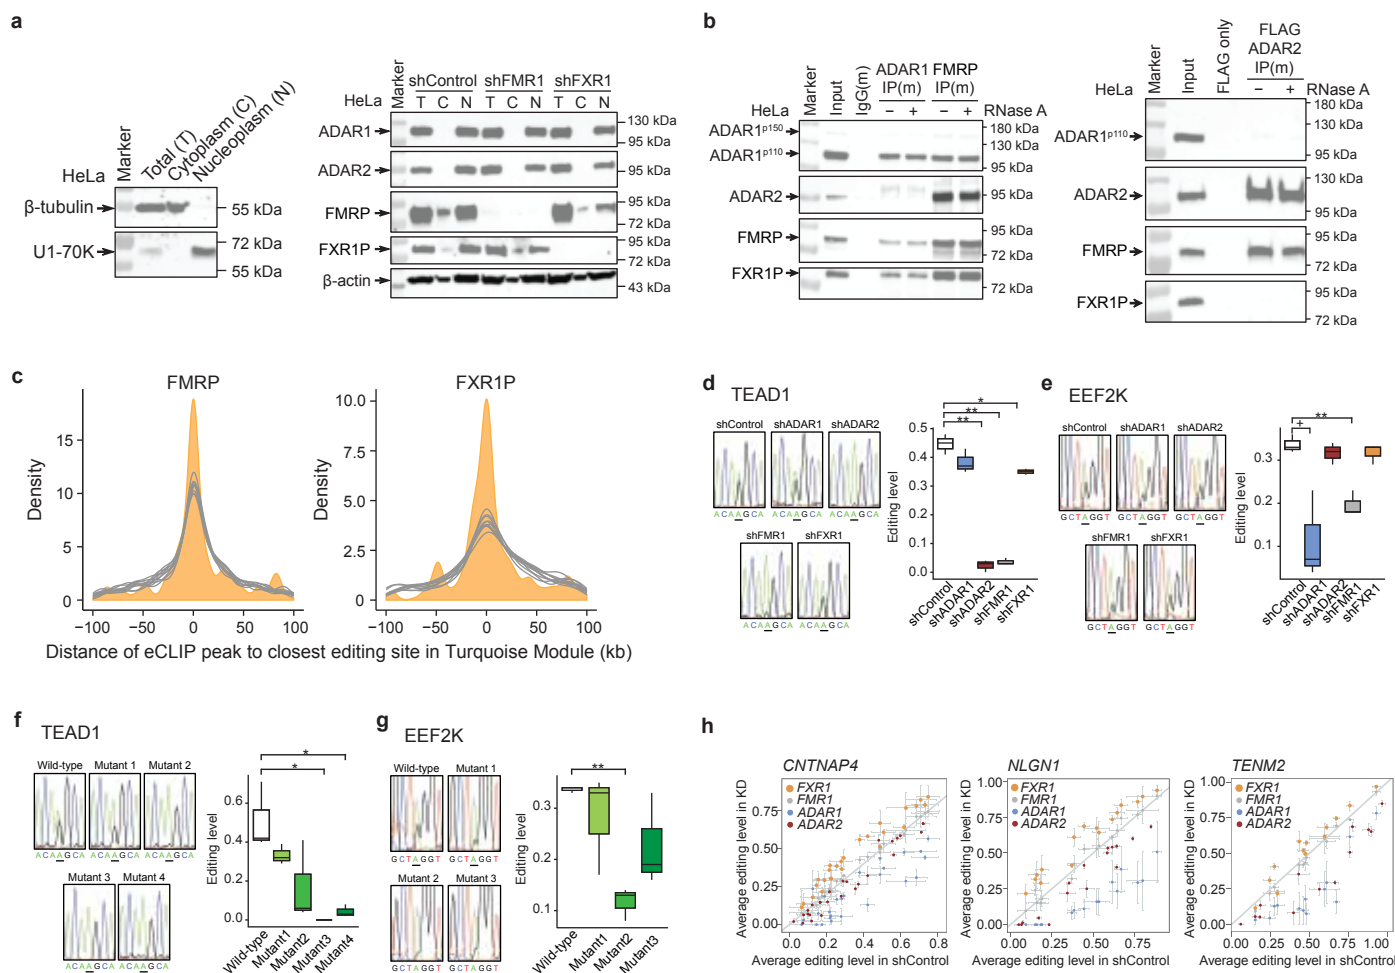 a
HeLa
Marker
Total (T)
Cytoplasm (C)
Nucleoplasm (N)
β-tubulin
55 kDa
U1-70K
72 kDa
55 kDa
Marker
shControl shFMR1 shFXR1
HeLa T C N T C N T C N
ADAR1
130 kDa
95 kDa
ADAR2
95 kDa
FMRP
95 kDa
72 kDa
FXR1P
95 kDa
72 kDa
β-actin
43 kDa
b
Marker
Input
IgG(m)
ADAR1 IP(m)
FMRP IP(m)
HeLa − + − + RNase A
ADAR1p150
180 kDa
130 kDa
ADAR1p110
95 kDa
ADAR2
95 kDa
FMRP
95 kDa
72 kDa
FXR1P
72 kDa
Marker
Input
FLAG only
FLAG
ADAR2
IP(m)
− + RNase A
180 kDa
ADAR1p110
130 kDa
95 kDa
ADAR2
130 kDa
95 kDa
FMRP
95 kDa
72 kDa
FXR1P
95 kDa
72 kDa
c
FMRP
Density
15
10
5
0
−100 −50 0 50 100
FXR1P
Density
10.0
7.5
5.0
2.5
0
−100 −50 0 50 100
Distance of eCLIP peak to closest editing site in Turquoise Module (kb)
d
TEAD1
shControl shADAR1 shADAR2
ACAAGCA ACAAGCA ACAAGCA
shFMR1 shFXR1
ACAAGCA ACAAGCA
Editing level
0.5
0.4
0.3
0.2
0.1
0.0
*
**
**
shControl
shADAR1
shADAR2
shFMR1
shFXR1
e
EEF2K
shControl shADAR1 shADAR2
GCTAGGT GCTAGGT GCTAGGT
shFMR1 shFXR1
GCTAGGT GCTAGGT
Editing level
0.3
0.2
0.1
**
+
shControl
shADAR1
shADAR2
shFMR1
shFXR1
f
TEAD1
Wild-type Mutant 1 Mutant 2
ACAAGCA ACAAGCA ACAAGCA
Mutant 3 Mutant 4
ACAAGCA ACAAGCA
Editing level
0.6
0.4
0.2
0.0
*
*
Wild-type
Mutant1
Mutant2
Mutant3
Mutant4
g
EEF2K
Wild-type Mutant 1
GCTAGGT GCTAGGT
Mutant 2 Mutant 3
GCTAGGT GCTAGGT
Editing level
0.3
0.2
0.1
**
Wild-type
Mutant1
Mutant2
Mutant3
h
CNTNAP4
FXR1
FMR1
ADAR1
ADAR2
Average editing level in KD
0.75
0.50
0.25
0.00
0.0 0.2 0.4 0.6 0.8
Average editing level in shControl
NLGN1
FXR1
FMR1
ADAR1
ADAR2
Average editing level in KD
1.00
0.75
0.50
0.25
0.00
0.00 0.25 0.50 0.75
Average editing level in shControl
TENM2
FXR1
FMR1
ADAR1
ADAR2
Average editing level in KD
1.00
0.75
0.50
0.25
0.00
0.00 0.25 0.50 0.75 1.00
Average editing level in shControl